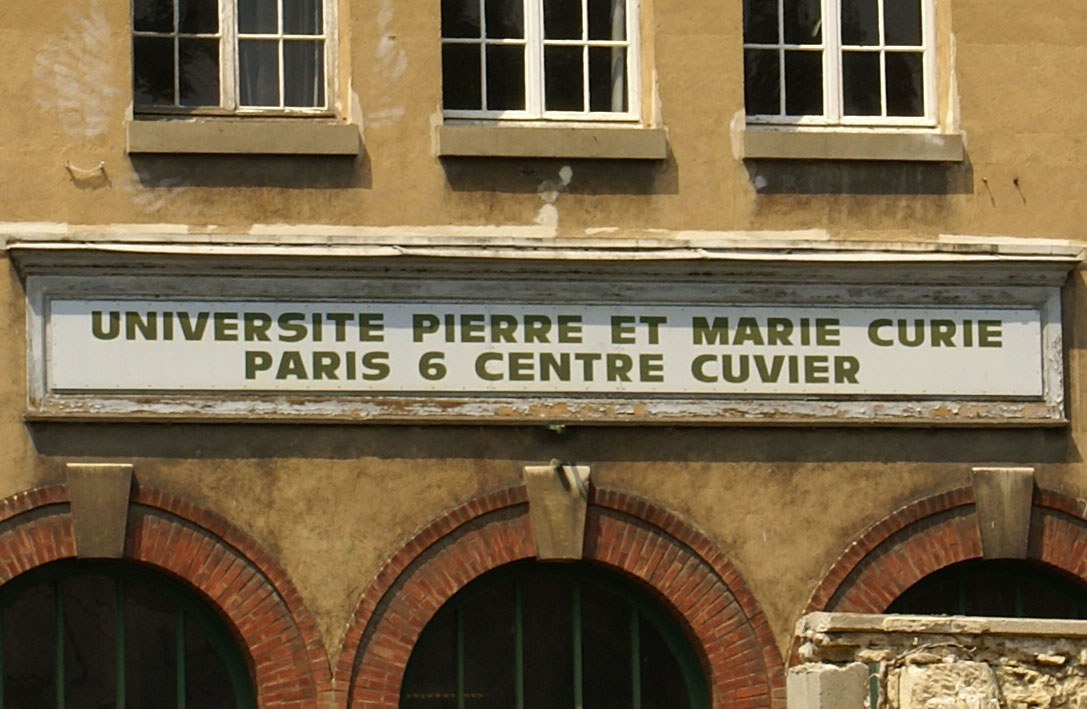 UNIVERSITE PIERRE ET MARIE CURIE
PARIS 6 CENTRE CUVIER